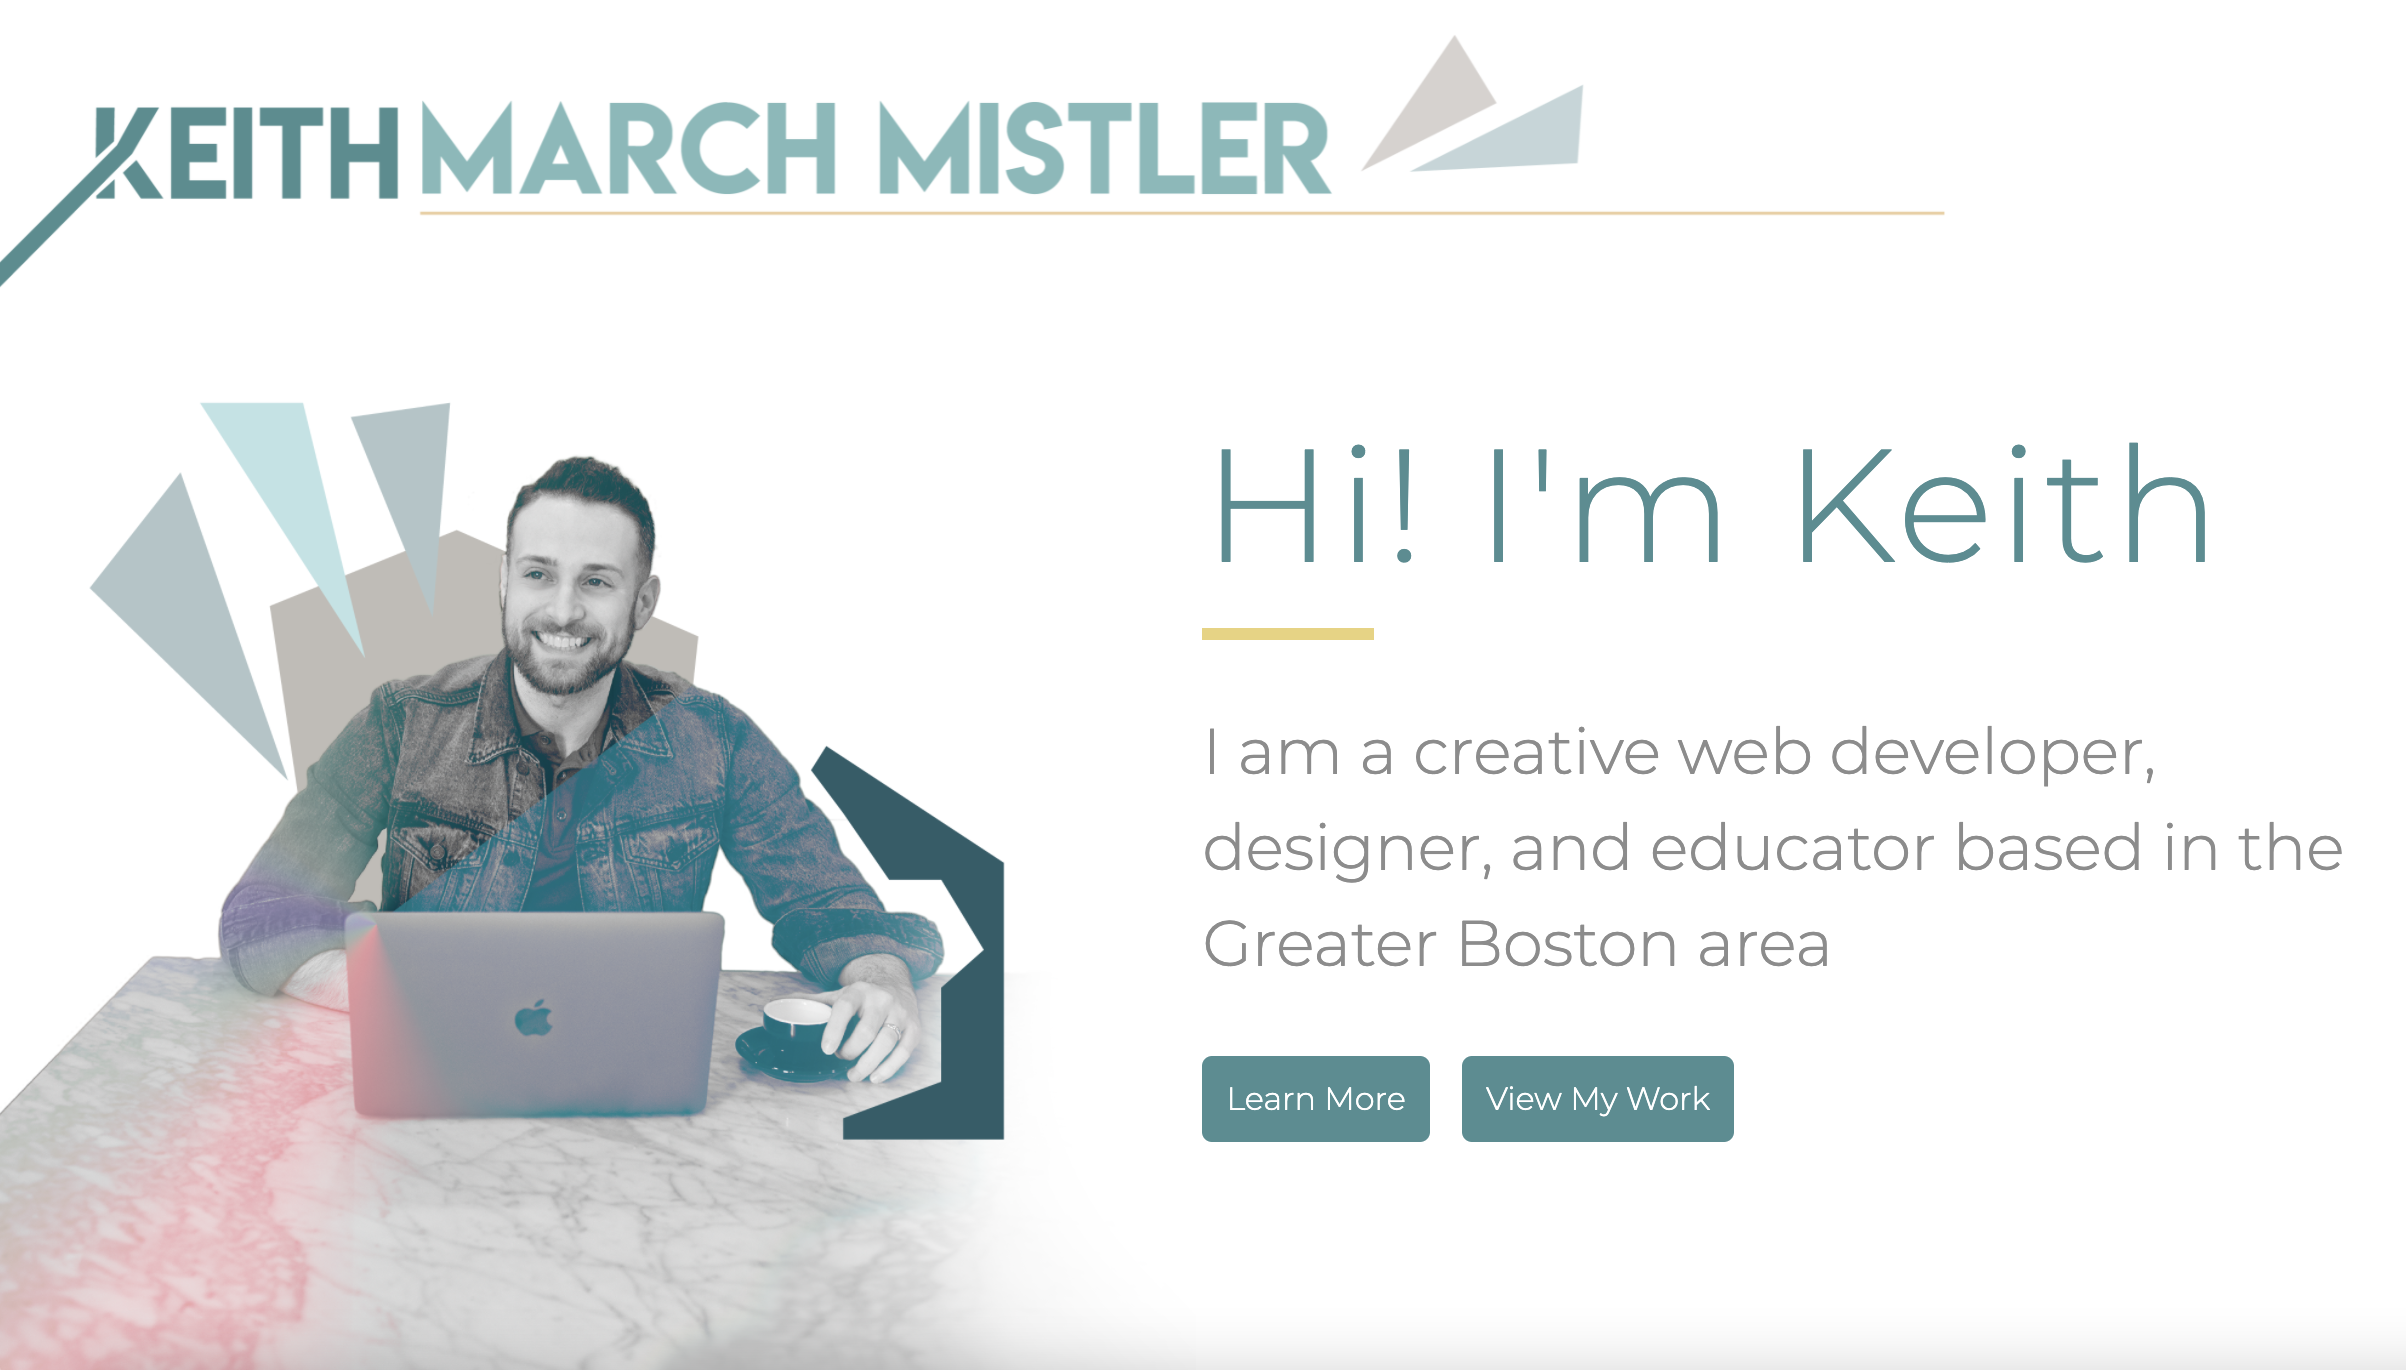 KEITH MARCH MISTLER
Hi! I'm Keith
I am a creative web developer,
designer, and educator based in the
Greater Boston area
Learn More
View My Work